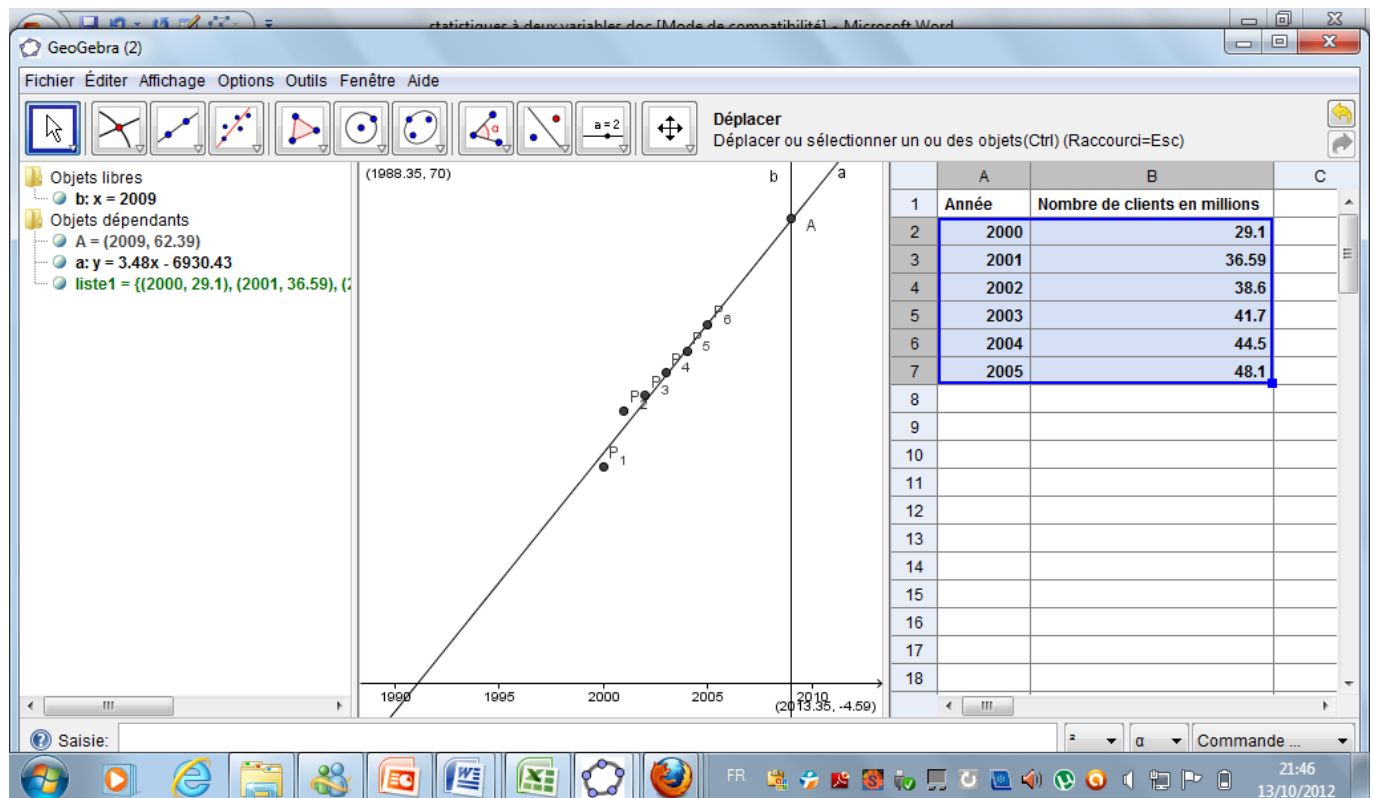 statistiques à deux variables.doc [Mode de compatibilité] - Microsoft Word
GeoGebra (2)
Fichier Éditer Affichage Options Outils Fenêtre Aide
a = 2
Déplacer
Déplacer ou sélectionner un ou des objets(Ctrl) (Raccourci=Esc)
Objets libres
b: x = 2009
Objets dépendants
A = (2009, 62.39)
a: y = 3.48x - 6930.43
liste1 = {(2000, 29.1), (2001, 36.59), (2
(1988.35, 70)
b
a
A
P6
P5
P4
P3
P2
P1
1990 1995 2000 2005 2010
(2013.35, -4.59)
A B C
1 Année Nombre de clients en millions
2 2000 29.1
3 2001 36.59
4 2002 38.6
5 2003 41.7
6 2004 44.5
7 2005 48.1
8
9
10
11
12
13
14
15
16
17
18
Saisie:
² α Commande ...
FR
21:46
13/10/2012